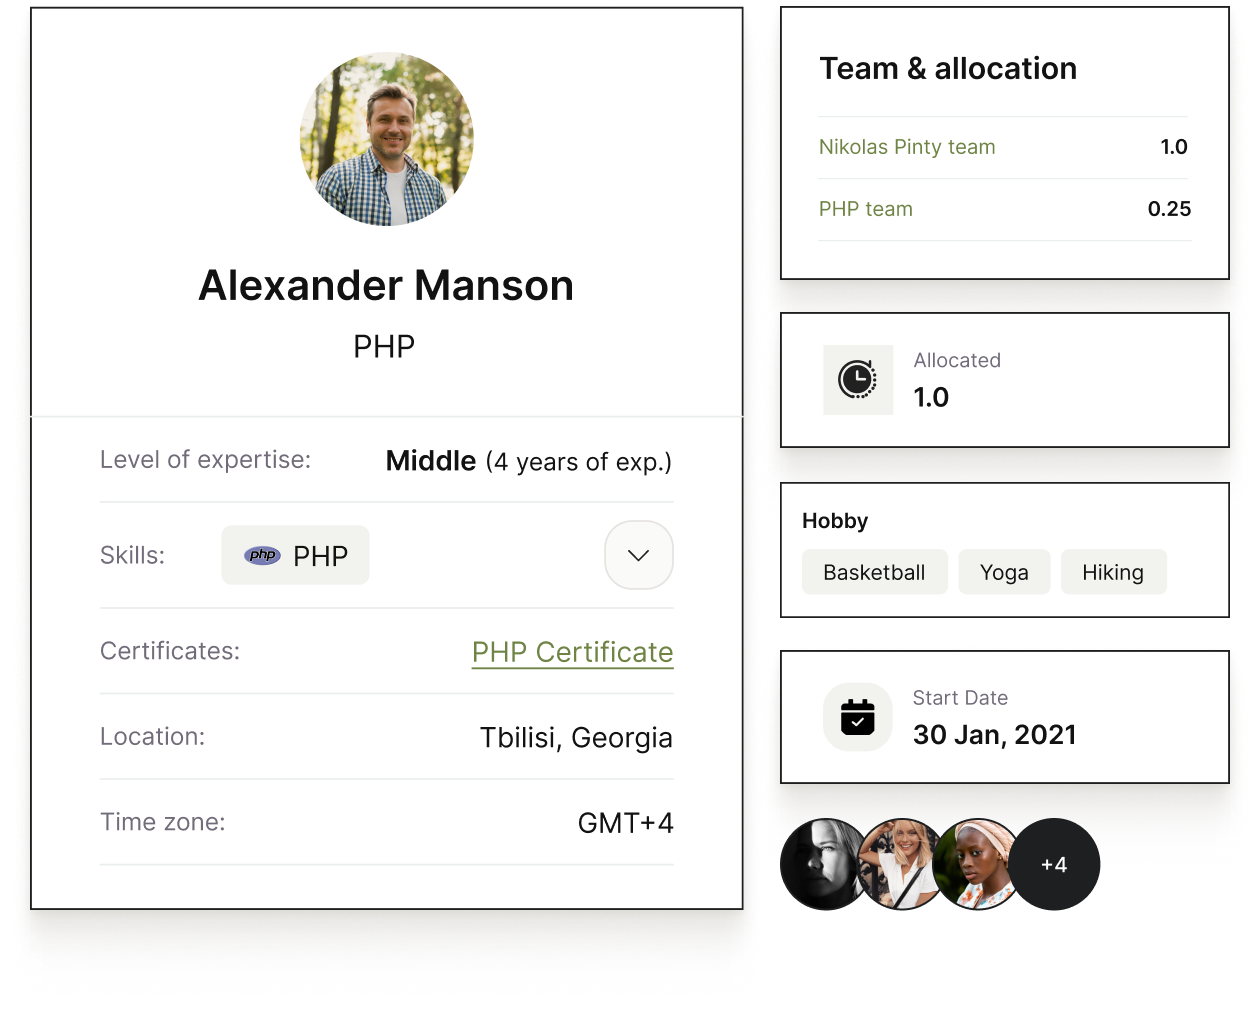 Alexander Manson
PHP
Level of expertise: Middle (4 years of exp.)
Skills: php PHP
Certificates: PHP Certificate
Location: Tbilisi, Georgia
Time zone: GMT+4
Team & allocation
Nikolas Pinty team 1.0
PHP team 0.25
Allocated
1.0
Hobby
Basketball Yoga Hiking
Start Date
30 Jan, 2021
+4